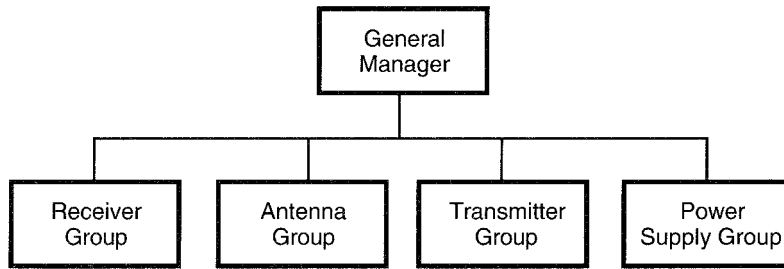 General
Manager
Receiver
Group
Antenna
Group
Transmitter
Group
Power
Supply Group